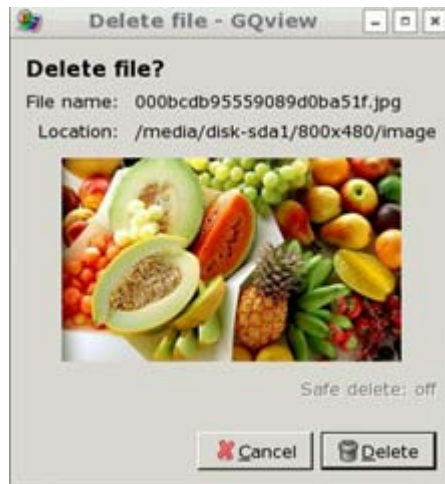 Delete file - GQview
Delete file?
File name: 000bcdb95559089d0ba51f.jpg
Location: /media/disk-sda1/800x480/image
Safe delete: off
Cancel
Delete